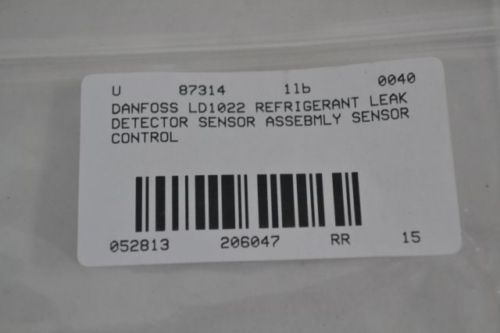 U 87314 1lb 0040
DANFOSS LD1022 REFRIGERANT LEAK
DETECTOR SENSOR ASSEBMLY SENSOR
CONTROL
052813 206047 RR 15